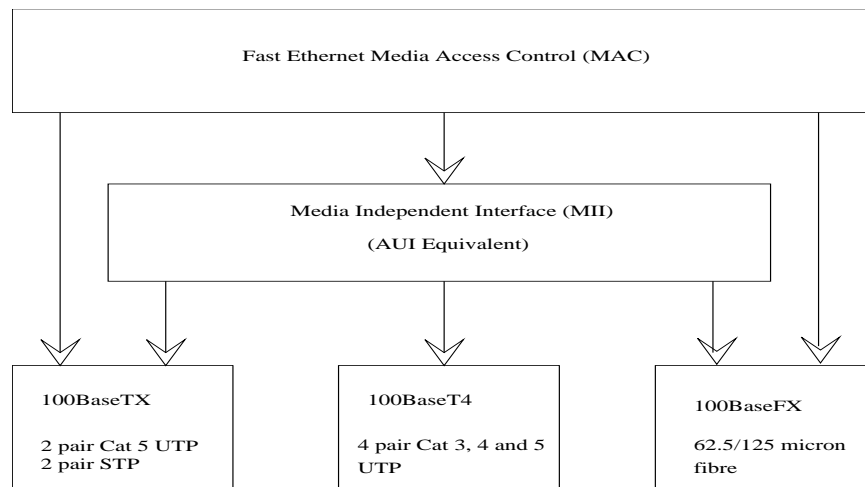 Fast Ethernet Media Access Control (MAC)
Media Independent Interface (MII)
(AUI Equivalent)
100BaseTX
2 pair Cat 5 UTP
2 pair STP
100BaseT4
4 pair Cat 3, 4 and 5
UTP
100BaseFX
62.5/125 micron
fibre